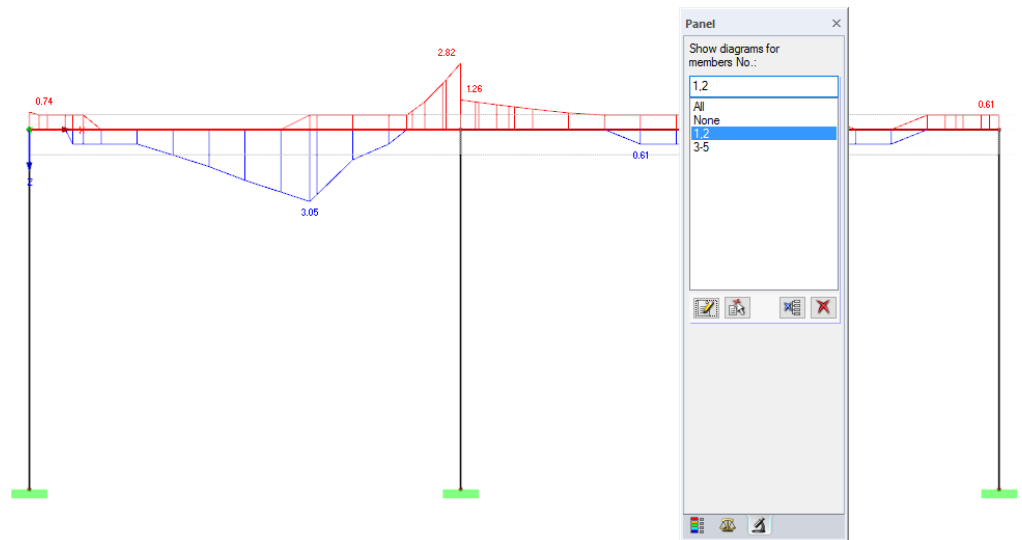 Panel
Show diagrams for
members No.:
1,2
All
None
1,2
3-5
2.82
1.26
0.74
0.61
0.61
3.05
Z